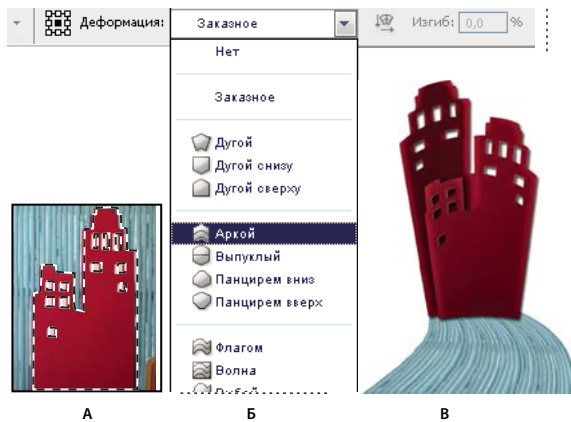 Деформация: Заказное Изгиб: 0,0 %
Нет
Заказное
Дугой
Дугой снизу
Дугой сверху
Аркой
Выпуклый
Панцирем вниз
Панцирем вверх
Флагом
Волна
А Б В